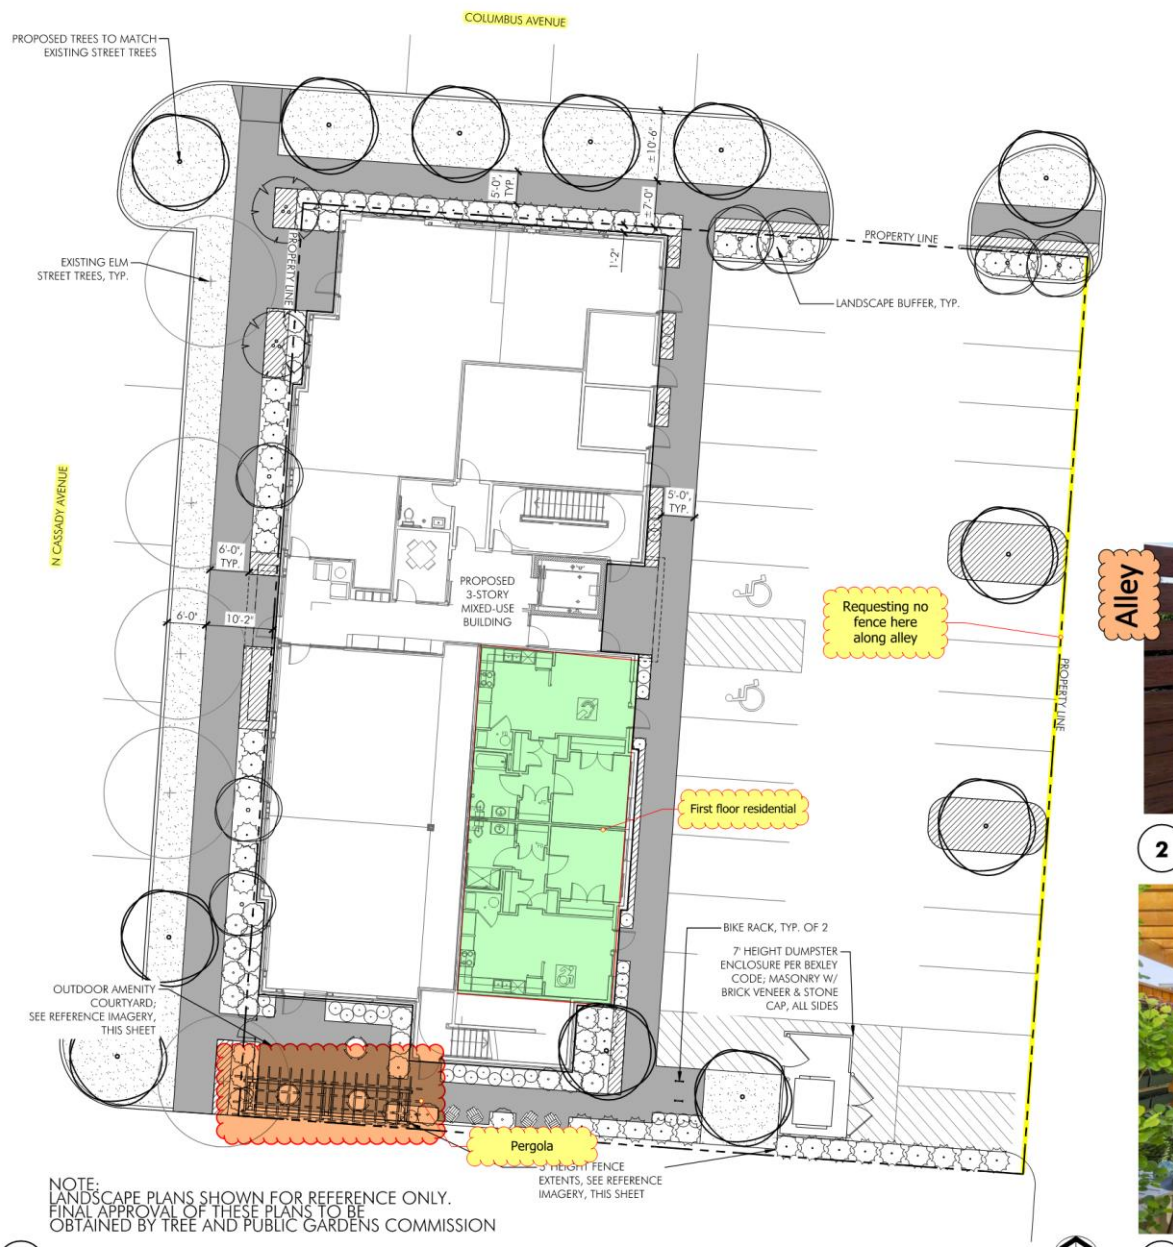 COLUMBUS AVENUE
PROPOSED TREES TO MATCH
EXISTING STREET TREES
±10'-6"
5'-0",
TYP.
±7'-0"
PROPERTY LINE
PROPERTY LINE
1'-2"
EXISTING ELM
STREET TREES, TYP.
LANDSCAPE BUFFER, TYP.
N CASSADY AVENUE
5'-0",
TYP.
6'-0",
TYP.
PROPOSED
3-STORY
MIXED-USE
BUILDING
6'-0"
10'-2"
Requesting no
fence here
along alley
Alley
PROPERTY LINE
First floor residential
2
BIKE RACK, TYP. OF 2
7' HEIGHT DUMPSTER
ENCLOSURE PER BEXLEY
CODE; MASONRY W/
BRICK VENEER & STONE
CAP, ALL SIDES
OUTDOOR AMENITY
COURTYARD;
SEE REFERENCE IMAGERY,
THIS SHEET
Pergola
HEIGHT FENCE
EXTENTS, SEE REFERENCE
IMAGERY, THIS SHEET
NOTE:
LANDSCAPE PLANS SHOWN FOR REFERENCE ONLY.
FINAL APPROVAL OF THESE PLANS TO BE
OBTAINED BY TREE AND PUBLIC GARDENS COMMISSION